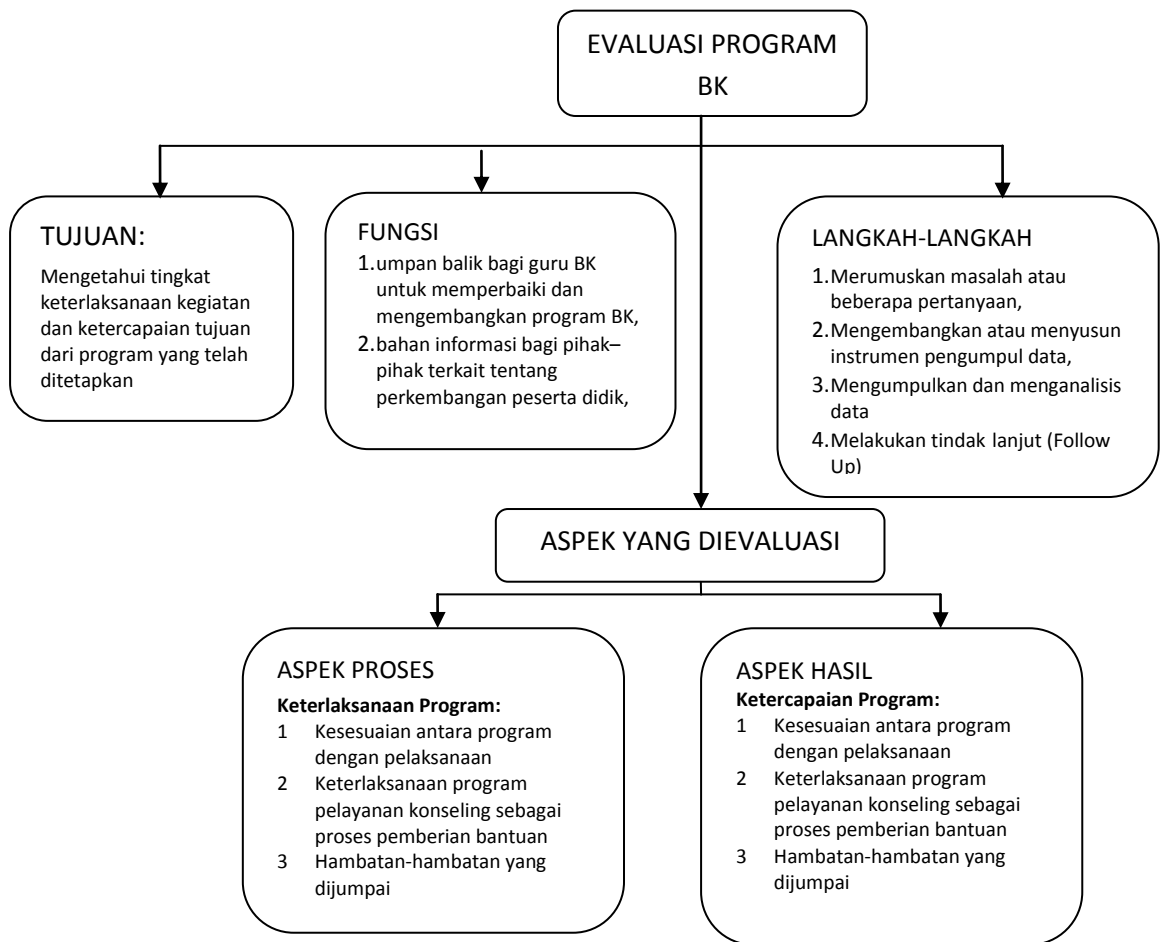 EVALUASI PROGRAM
BK
TUJUAN:
Mengetahui tingkat
keterlaksanaan kegiatan
dan ketercapaian tujuan
dari program yang telah
ditetapkan
FUNGSI
1.umpan balik bagi guru BK
untuk memperbaiki dan
mengembangkan program BK,
2.bahan informasi bagi pihak–
pihak terkait tentang
perkembangan peserta didik,
LANGKAH-LANGKAH
1.Merumuskan masalah atau
beberapa pertanyaan,
2.Mengembangkan atau menyusun
instrumen pengumpul data,
3.Mengumpulkan dan menganalisis
data
4.Melakukan tindak lanjut (Follow
Up)
ASPEK YANG DIEVALUASI
ASPEK PROSES
Keterlaksanaan Program:
1 Kesesuaian antara program
dengan pelaksanaan
2 Keterlaksanaan program
pelayanan konseling sebagai
proses pemberian bantuan
3 Hambatan-hambatan yang
dijumpai
ASPEK HASIL
Ketercapaian Program:
1 Kesesuaian antara program
dengan pelaksanaan
2 Keterlaksanaan program
pelayanan konseling sebagai
proses pemberian bantuan
3 Hambatan-hambatan yang
dijumpai